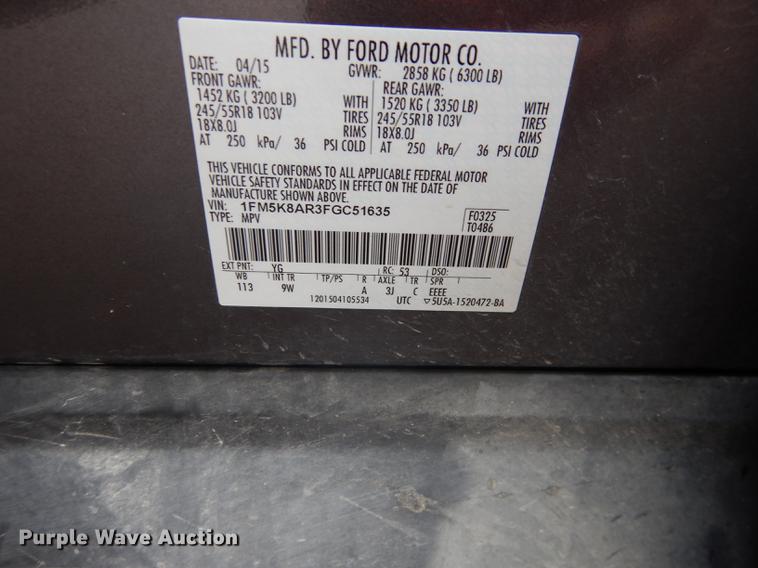 MFD. BY FORD MOTOR CO.
DATE: 04/15 GVWR: 2858 KG ( 6300 LB)
FRONT GAWR: REAR GAWR:
1452 KG ( 3200 LB) WITH 1520 KG ( 3350 LB) WITH
245/55R18 103V TIRES 245/55R18 103V TIRES
18X8.0J RIMS 18X8.0J RIMS
AT 250 kPa/ 36 PSI COLD AT 250 kPa/ 36 PSI COLD
THIS VEHICLE CONFORMS TO ALL APPLICABLE FEDERAL MOTOR
VEHICLE SAFETY STANDARDS IN EFFECT ON THE DATE OF
MANUFACTURE SHOWN ABOVE.
VIN: 1FM5K8AR3FGC51635 F0325
TYPE: MPV T0486
EXT PNT: YG RC: 53 DSO:
WB INT TR TP/PS R AXLE TR SPR
113 9W A 3J C EEEE
1201504105534 UTC ▽5U5A-1520472-BA
Purple Wave Auction